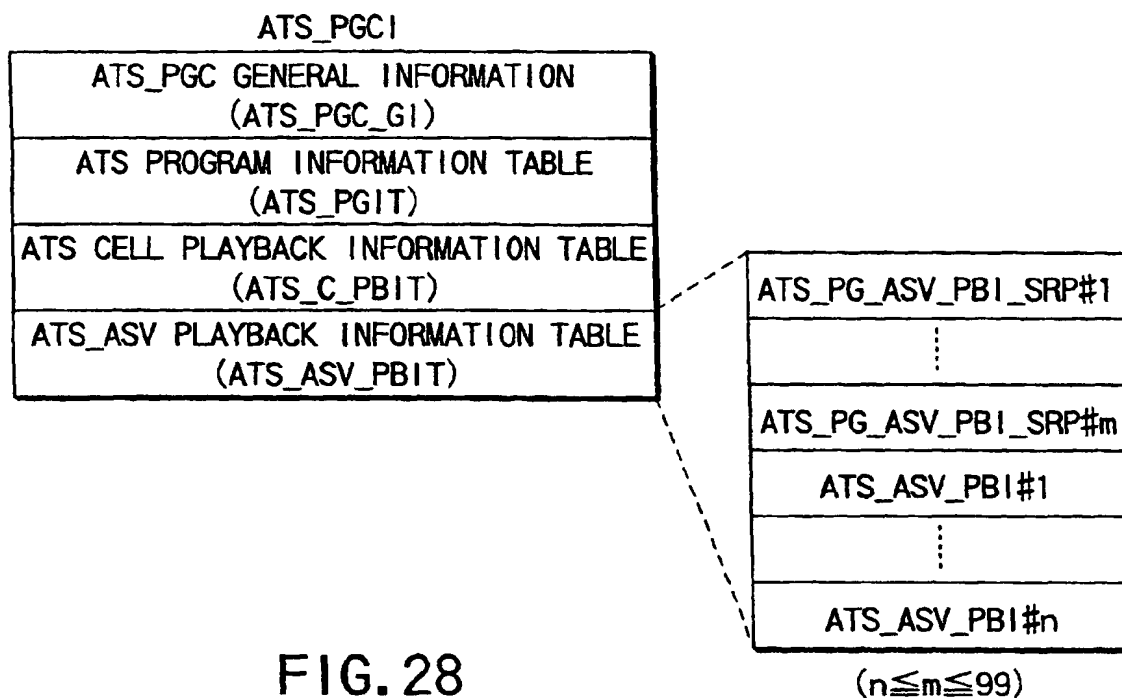 ATS_PGCI
ATS_PGC GENERAL INFORMATION
(ATS_PGC_GI)
ATS PROGRAM INFORMATION TABLE
(ATS_PGIT)
ATS CELL PLAYBACK INFORMATION TABLE
(ATS_C_PBIT)
ATS_ASV PLAYBACK INFORMATION TABLE
(ATS_ASV_PBIT)
ATS_PG_ASV_PBI_SRP#1
ATS_PG_ASV_PBI_SRP#m
ATS_ASV_PBI#1
ATS_ASV_PBI#n
(n≦m≦99)
FIG. 28